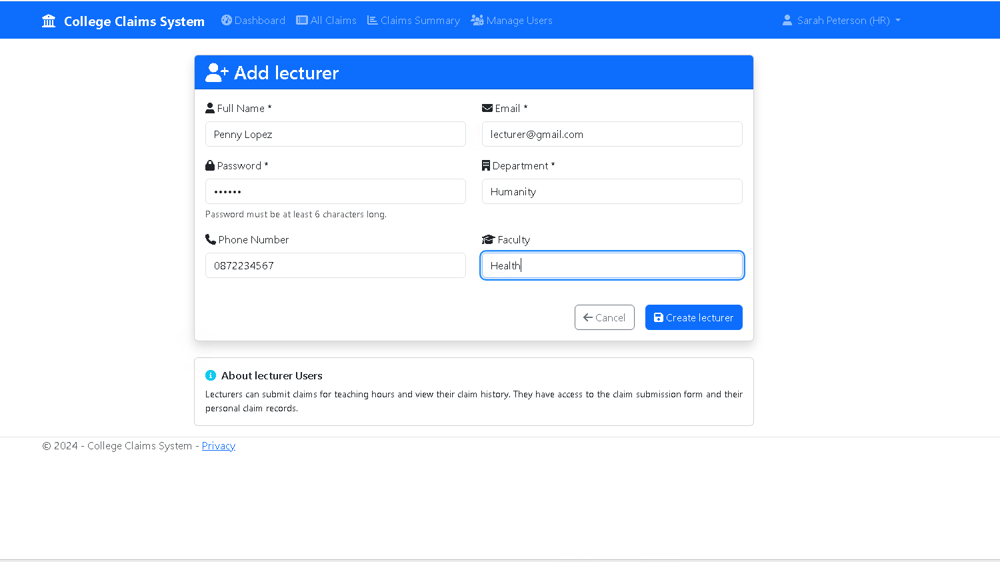 College Claims System Dashboard All Claims Claims Summary Manage Users Sarah Peterson (HR)
Add lecturer
Full Name * Email *
Penny Lopez lecturer@gmail.com
Password * Department *
•••••• Humanity
Password must be at least 6 characters long.
Phone Number Faculty
0872234567 Health
Cancel Create lecturer
About lecturer Users
Lecturers can submit claims for teaching hours and view their claim history. They have access to the claim submission form and their
personal claim records.
© 2024 - College Claims System - Privacy